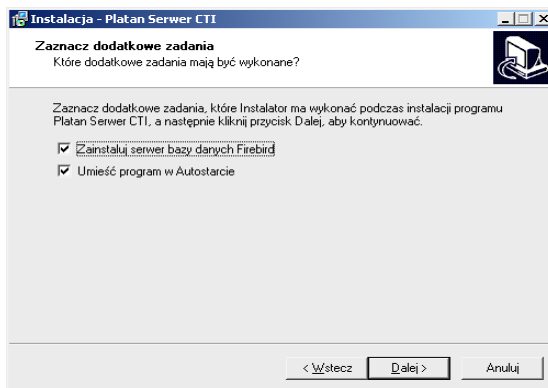 Instalacja - Platan Serwer CTI
Zaznacz dodatkowe zadania
Które dodatkowe zadania mają być wykonane?
Zaznacz dodatkowe zadania, które Instalator ma wykonać podczas instalacji programu
Platan Serwer CTI, a następnie kliknij przycisk Dalej, aby kontynuować.
Zainstaluj serwer bazy danych Firebird
Umieść program w Autostarcie
< Wstecz
Dalej >
Anuluj